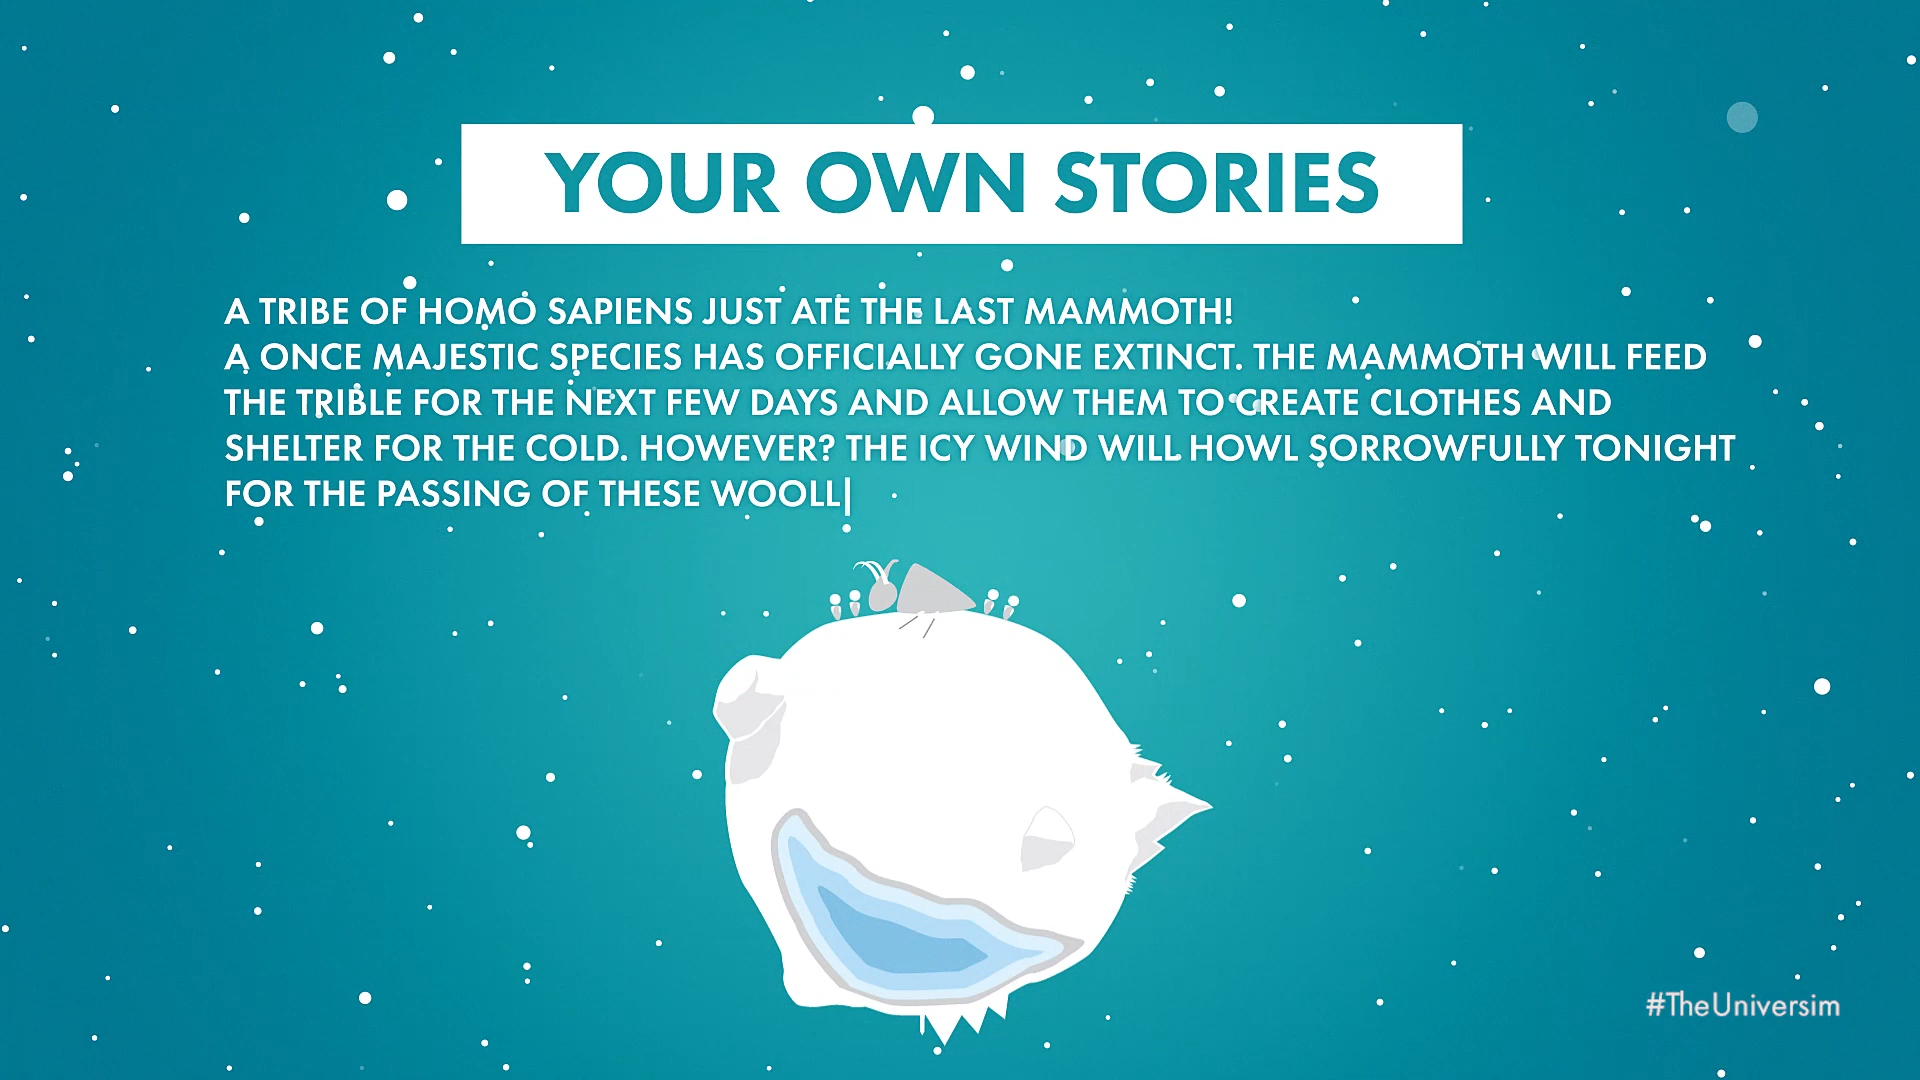 YOUR OWN STORIES
A TRIBE OF HOMO SAPIENS JUST ATE THE LAST MAMMOTH!
A ONCE MAJESTIC SPECIES HAS OFFICIALLY GONE EXTINCT. THE MAMMOTH WILL FEED
THE TRIBLE FOR THE NEXT FEW DAYS AND ALLOW THEM TO CREATE CLOTHES AND
SHELTER FOR THE COLD. HOWEVER? THE ICY WIND WILL HOWL SORROWFULLY TONIGHT
FOR THE PASSING OF THESE WOOLL|
#TheUniversim